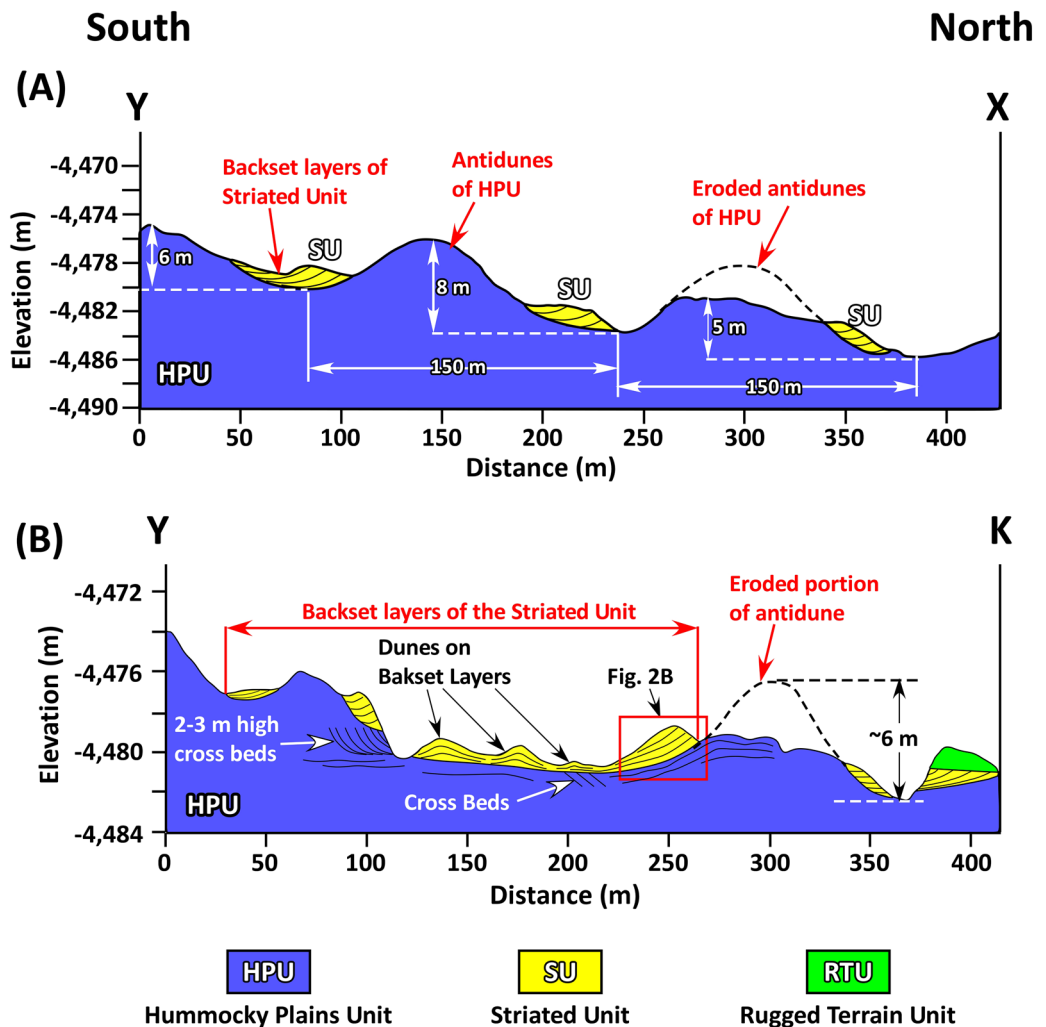 South
North
(A)
Y
X
-4,470
-4,474
-4,478
-4,482
-4,486
-4,490
Elevation (m)
Backset layers of
Striated Unit
Antidunes
of HPU
Eroded antidunes
of HPU
SU
SU
SU
6 m
8 m
5 m
150 m
150 m
HPU
0
50
100
150
200
250
300
350
400
Distance (m)
(B)
Y
K
-4,472
-4,476
-4,480
-4,484
Elevation (m)
Backset layers of the Striated Unit
Eroded portion
of antidune
Dunes on
Bakset Layers
Fig. 2B
2-3 m high
cross beds
~6 m
Cross Beds
HPU
0
50
100
150
200
250
300
350
400
Distance (m)
HPU
SU
RTU
Hummocky Plains Unit
Striated Unit
Rugged Terrain Unit